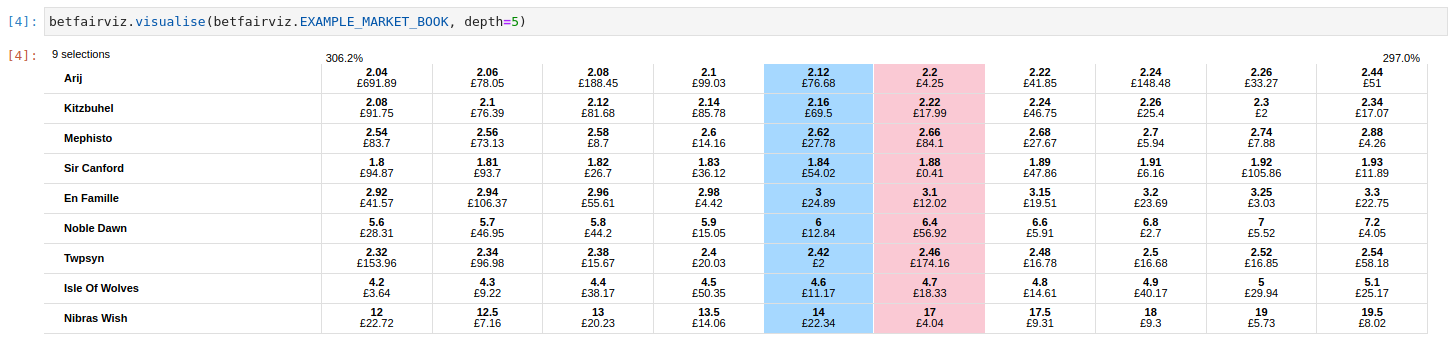 [4]: betfairviz.visualise(betfairviz.EXAMPLE_MARKET_BOOK, depth=5)
[4]: 9 selections 306.2% 297.0%
Arij 2.04 2.06 2.08 2.1 2.12 2.2 2.22 2.24 2.26 2.44
£691.89 £78.05 £188.45 £99.03 £76.68 £4.25 £41.85 £148.48 £33.27 £51
Kitzbuhel 2.08 2.1 2.12 2.14 2.16 2.22 2.24 2.26 2.3 2.34
£91.75 £76.39 £81.68 £85.78 £69.5 £17.99 £46.75 £25.4 £2 £17.07
Mephisto 2.54 2.56 2.58 2.6 2.62 2.66 2.68 2.7 2.74 2.88
£83.7 £73.13 £8.7 £14.16 £27.78 £84.1 £27.67 £5.94 £7.88 £4.26
Sir Canford 1.8 1.81 1.82 1.83 1.84 1.88 1.89 1.91 1.92 1.93
£94.87 £93.7 £26.7 £36.12 £54.02 £0.41 £47.86 £6.16 £105.86 £11.89
En Famille 2.92 2.94 2.96 2.98 3 3.1 3.15 3.2 3.25 3.3
£41.57 £106.37 £55.61 £4.42 £24.89 £12.02 £19.51 £23.69 £3.03 £22.75
Noble Dawn 5.6 5.7 5.8 5.9 6 6.4 6.6 6.8 7 7.2
£28.31 £46.95 £44.2 £15.05 £12.84 £56.92 £5.91 £2.7 £5.52 £4.05
Twpsyn 2.32 2.34 2.38 2.4 2.42 2.46 2.48 2.5 2.52 2.54
£153.96 £96.98 £15.67 £20.03 £2 £174.16 £16.78 £16.68 £16.85 £58.18
Isle Of Wolves 4.2 4.3 4.4 4.5 4.6 4.7 4.8 4.9 5 5.1
£3.64 £9.22 £38.17 £50.35 £11.17 £18.33 £14.61 £40.17 £29.94 £25.17
Nibras Wish 12 12.5 13 13.5 14 17 17.5 18 19 19.5
£22.72 £7.16 £20.23 £14.06 £22.34 £4.04 £9.31 £9.3 £5.73 £8.02